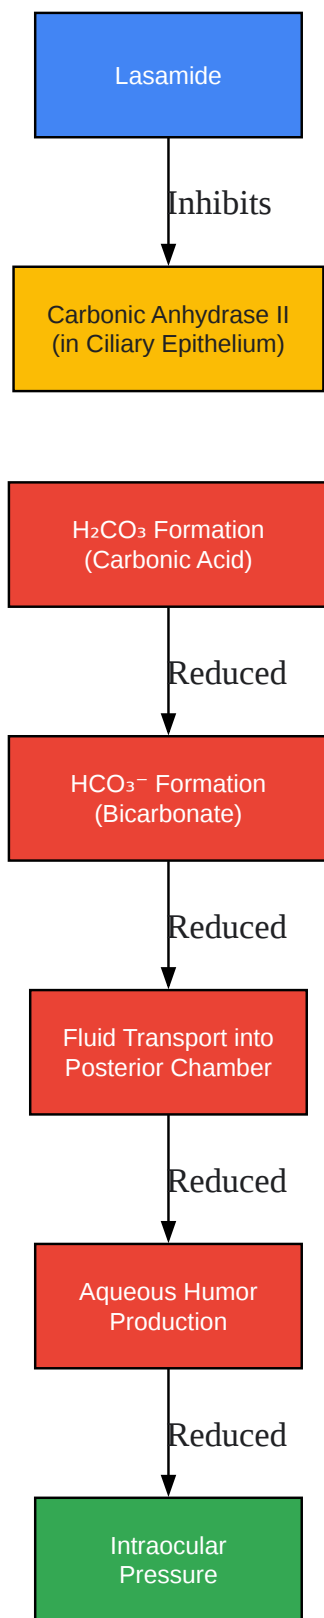 Lasamide
Inhibits
Carbonic Anhydrase II
(in Ciliary Epithelium)
H₂CO₃ Formation
(Carbonic Acid)
Reduced
HCO₃⁻ Formation
(Bicarbonate)
Reduced
Fluid Transport into
Posterior Chamber
Reduced
Aqueous Humor
Production
Reduced
Intraocular
Pressure